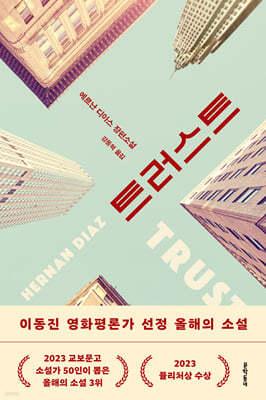 에르난 디아스 장편소설
강동혁 옮김
트러스트
HERNAN DIAZ
TRUST
이동진 영화평론가 선정 올해의 소설
2023 교보문고
소설가 50인이 뽑은
올해의 소설 3위
2023
퓰리처상 수상
문학동네